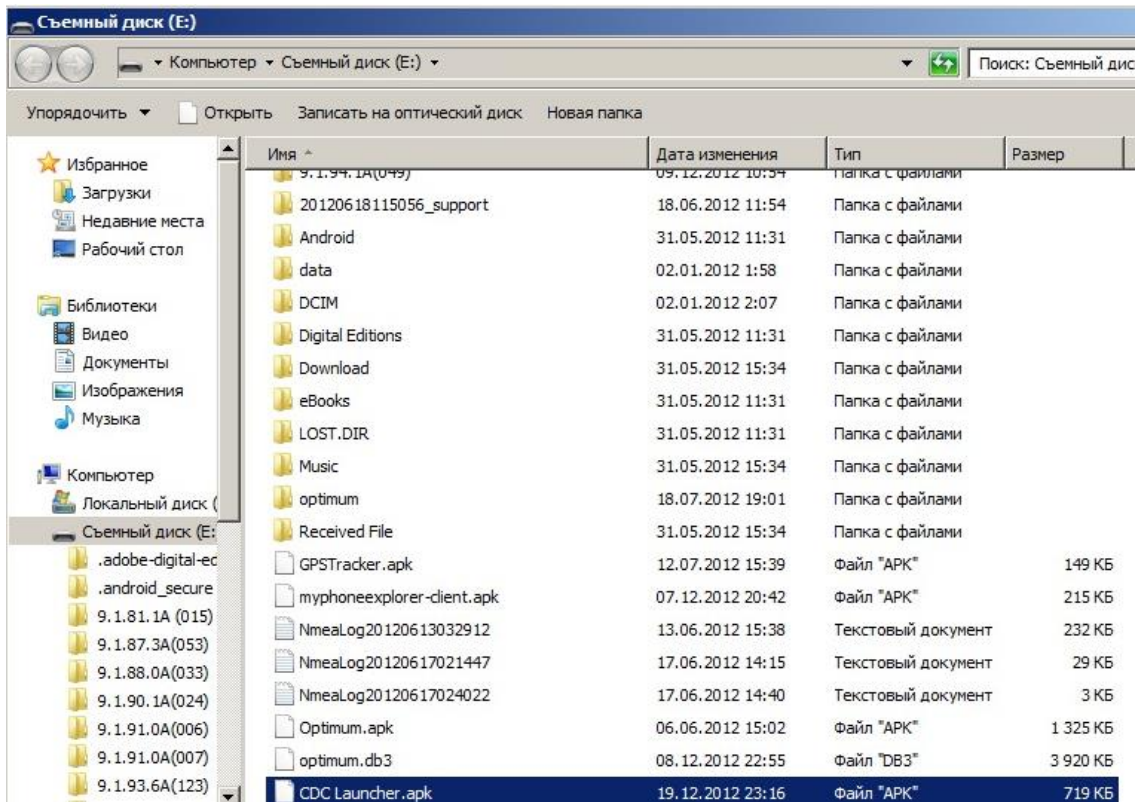 Съемный диск (E:)
Компьютер Съемный диск (E:) Поиск: Съемный дис
Упорядочить Открыть Записать на оптический диск Новая папка
Имя Дата изменения Тип Размер
Избранное
Загрузки
Недавние места
Рабочий стол
Библиотеки
Видео
Документы
Изображения
Музыка
Компьютер
Локальный диск (
Съемный диск (E:
.adobe-digital-ed
.android_secure
9.1.81.1A (015)
9.1.87.3A(053)
9.1.88.0A(033)
9.1.90.1A(024)
9.1.91.0A(006)
9.1.91.0A(007)
9.1.93.6A(123)
9.1.94.1A(049) 09.12.2012 10:54 Папка с файлами
20120618115056_support 18.06.2012 11:54 Папка с файлами
Android 31.05.2012 11:31 Папка с файлами
data 02.01.2012 1:58 Папка с файлами
DCIM 02.01.2012 2:07 Папка с файлами
Digital Editions 31.05.2012 11:31 Папка с файлами
Download 31.05.2012 15:34 Папка с файлами
eBooks 31.05.2012 11:31 Папка с файлами
LOST.DIR 31.05.2012 11:31 Папка с файлами
Music 31.05.2012 15:34 Папка с файлами
optimum 18.07.2012 19:01 Папка с файлами
Received File 31.05.2012 15:34 Папка с файлами
GPSTracker.apk 12.07.2012 15:39 Файл "APK" 149 КБ
myphoneexplorer-client.apk 07.12.2012 20:42 Файл "APK" 215 КБ
NmeaLog20120613032912 13.06.2012 15:38 Текстовый документ 232 КБ
NmeaLog20120617021447 17.06.2012 14:15 Текстовый документ 29 КБ
NmeaLog20120617024022 17.06.2012 14:40 Текстовый документ 3 КБ
Optimum.apk 06.06.2012 15:02 Файл "APK" 1 325 КБ
optimum.db3 08.12.2012 22:55 Файл "DB3" 3 920 КБ
CDC Launcher.apk 19.12.2012 23:16 Файл "APK" 719 КБ